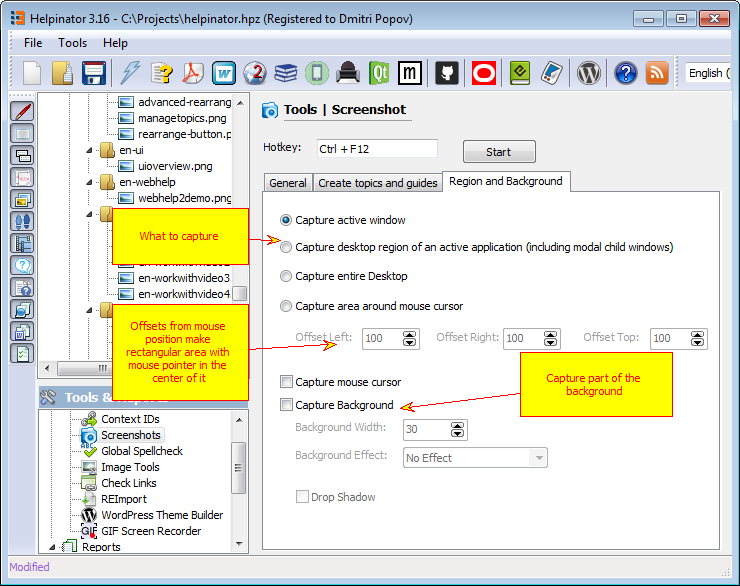 Helpinator 3.16 - C:\Projects\helpinator.hpz (Registered to Dmitri Popov)
File Tools Help
English (
advanced-rearrang
managetopics.png
rearrange-button.p
en-ui
uioverview.png
en-webhelp
webhelp2demo.png
en-workwithvideo3
en-workwithvideo4
Tools | Screenshot
Hotkey: Ctrl + F12 Start
General Create topics and guides Region and Background
Capture active window
What to capture
Capture desktop region of an active application (including modal child windows)
Capture entire Desktop
Capture area around mouse cursor
Offset Left: 100 Offset Right: 100 Offset Top: 100
Offsets from mouse
position make
rectangular area with
mouse pointer in the
center of it
Capture mouse cursor
Capture Background
Capture part of the
background
Background Width: 30
Background Effect: No Effect
Drop Shadow
Tools &
Context IDs
Screenshots
Global Spellcheck
Image Tools
Check Links
REImport
WordPress Theme Builder
GIF Screen Recorder
Reports
Modified